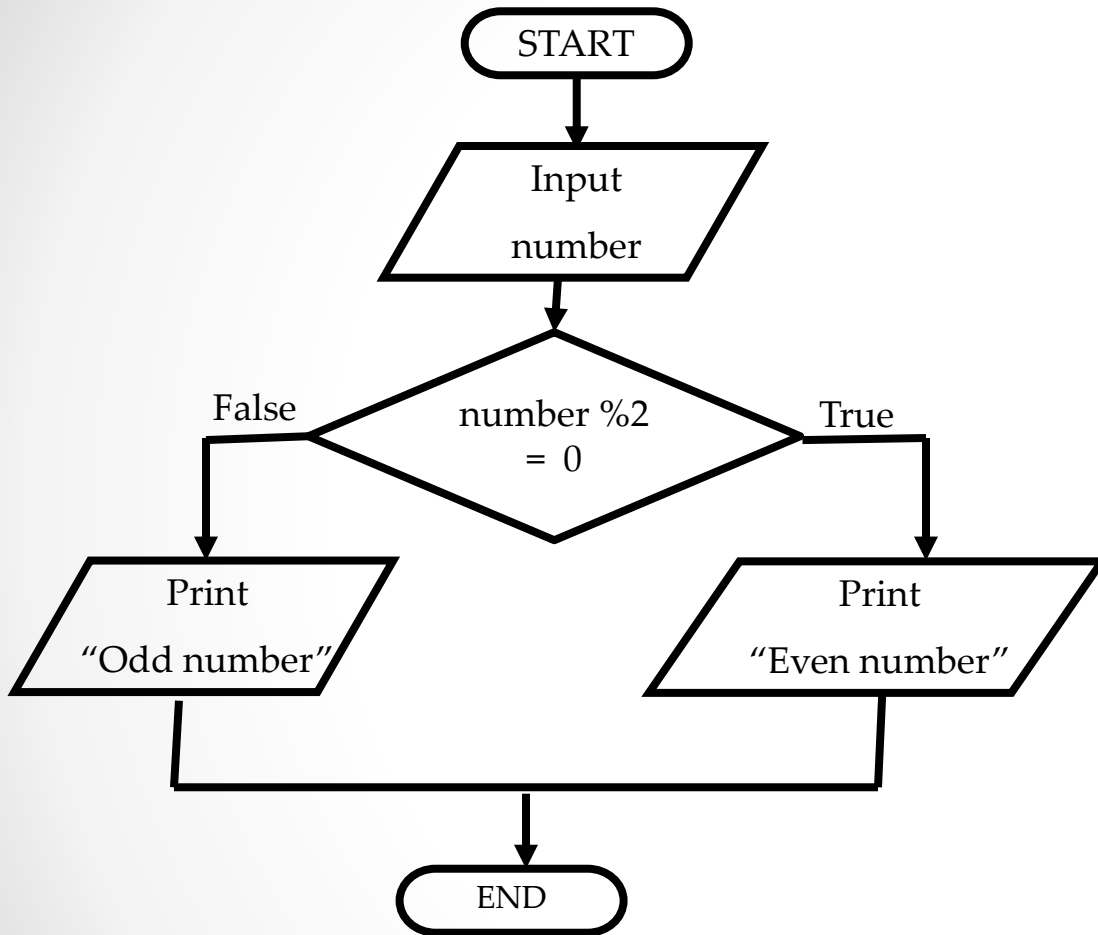 START
Input
number
False
number %2
= 0
True
Print
“Odd number”
Print
“Even number”
END